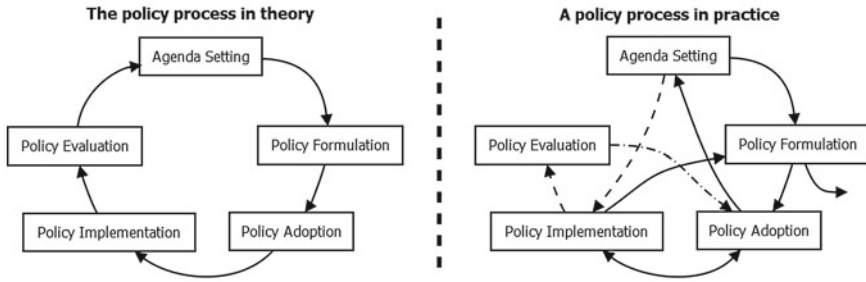 The policy process in theory
Agenda Setting
Policy Evaluation
Policy Formulation
Policy Implementation
Policy Adoption
A policy process in practice
Agenda Setting
Policy Evaluation
Policy Formulation
Policy Implementation
Policy Adoption